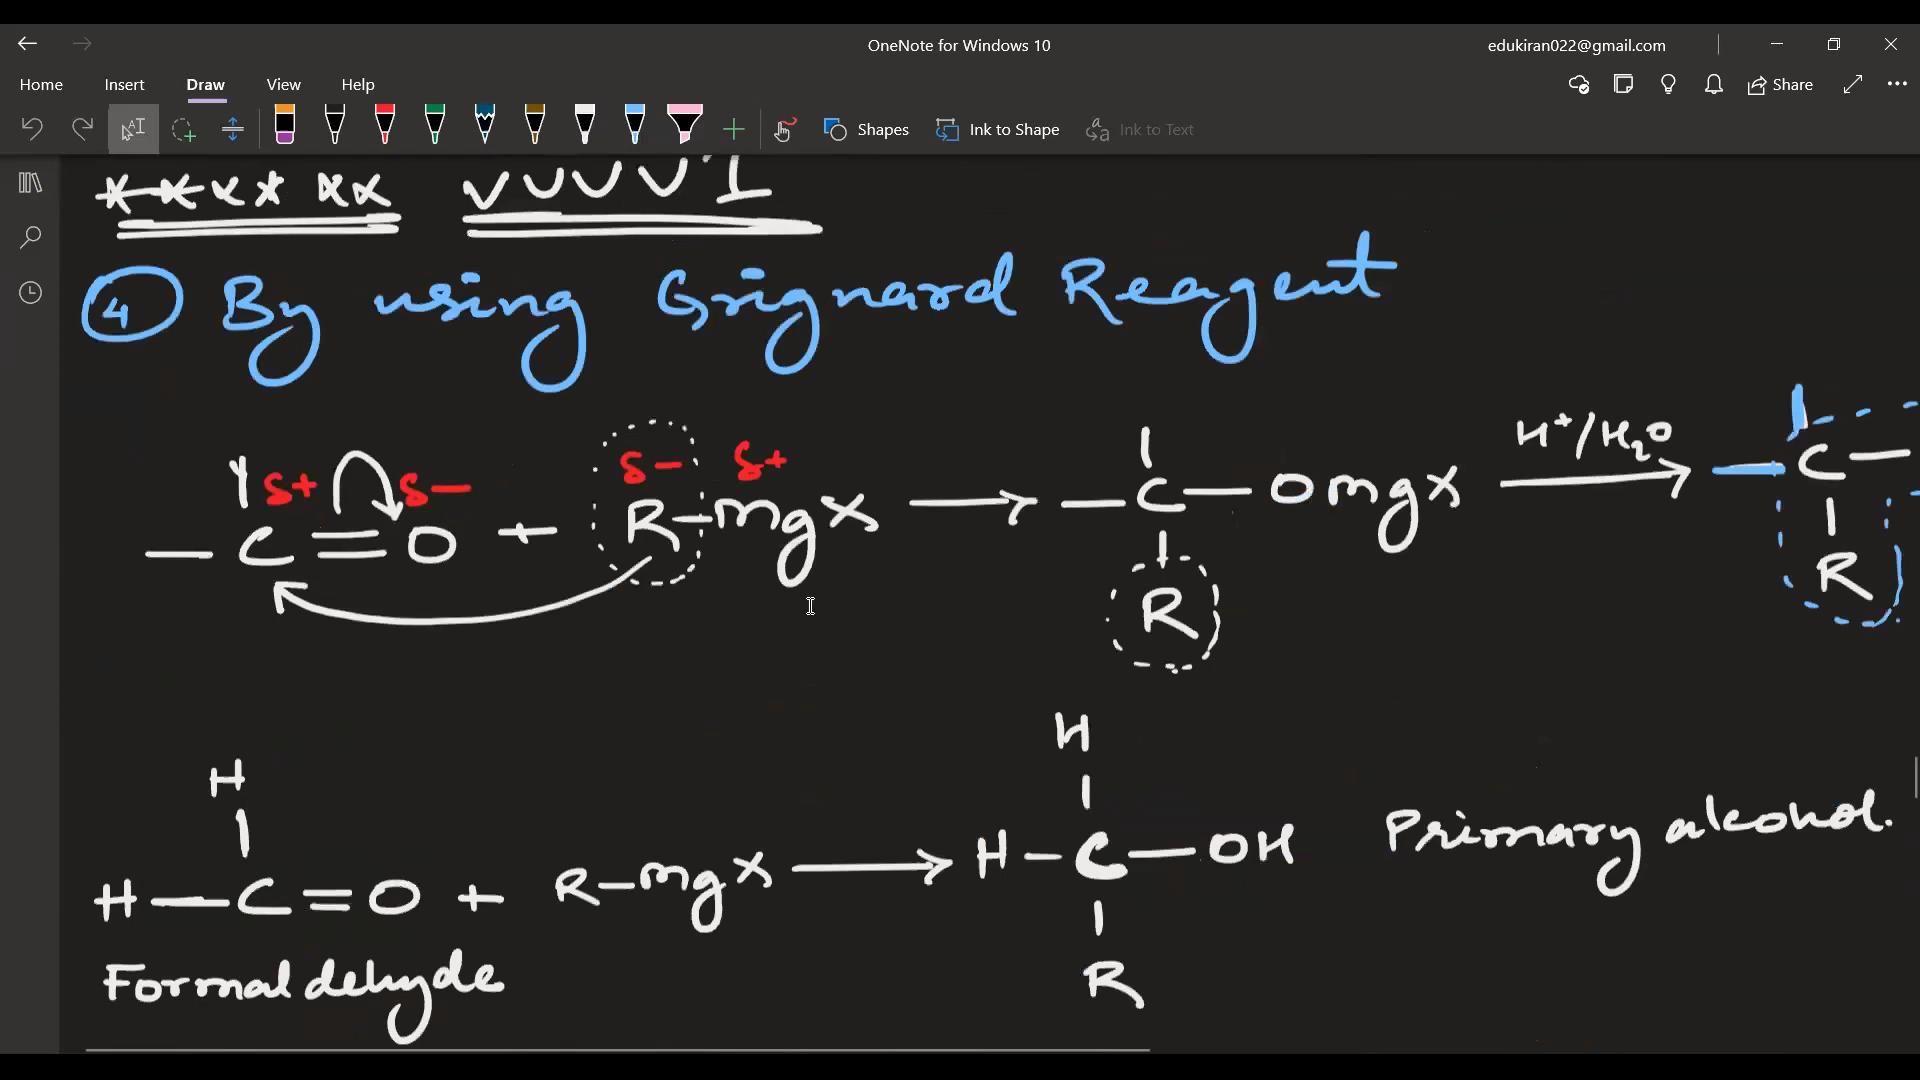 OneNote for Windows 10
edukiran022@gmail.com
Home Insert Draw View Help
Share
Shapes Ink to Shape Ink to Text
④ By using Grignard Reagent
δ+ δ- δ- δ+
— C = O + R-mgX → — C — OmgX H⁺/H₂O → — C —
R R
H H
H — C = O + R-mgX → H — C — OH Primary alcohol.
Formaldehyde R